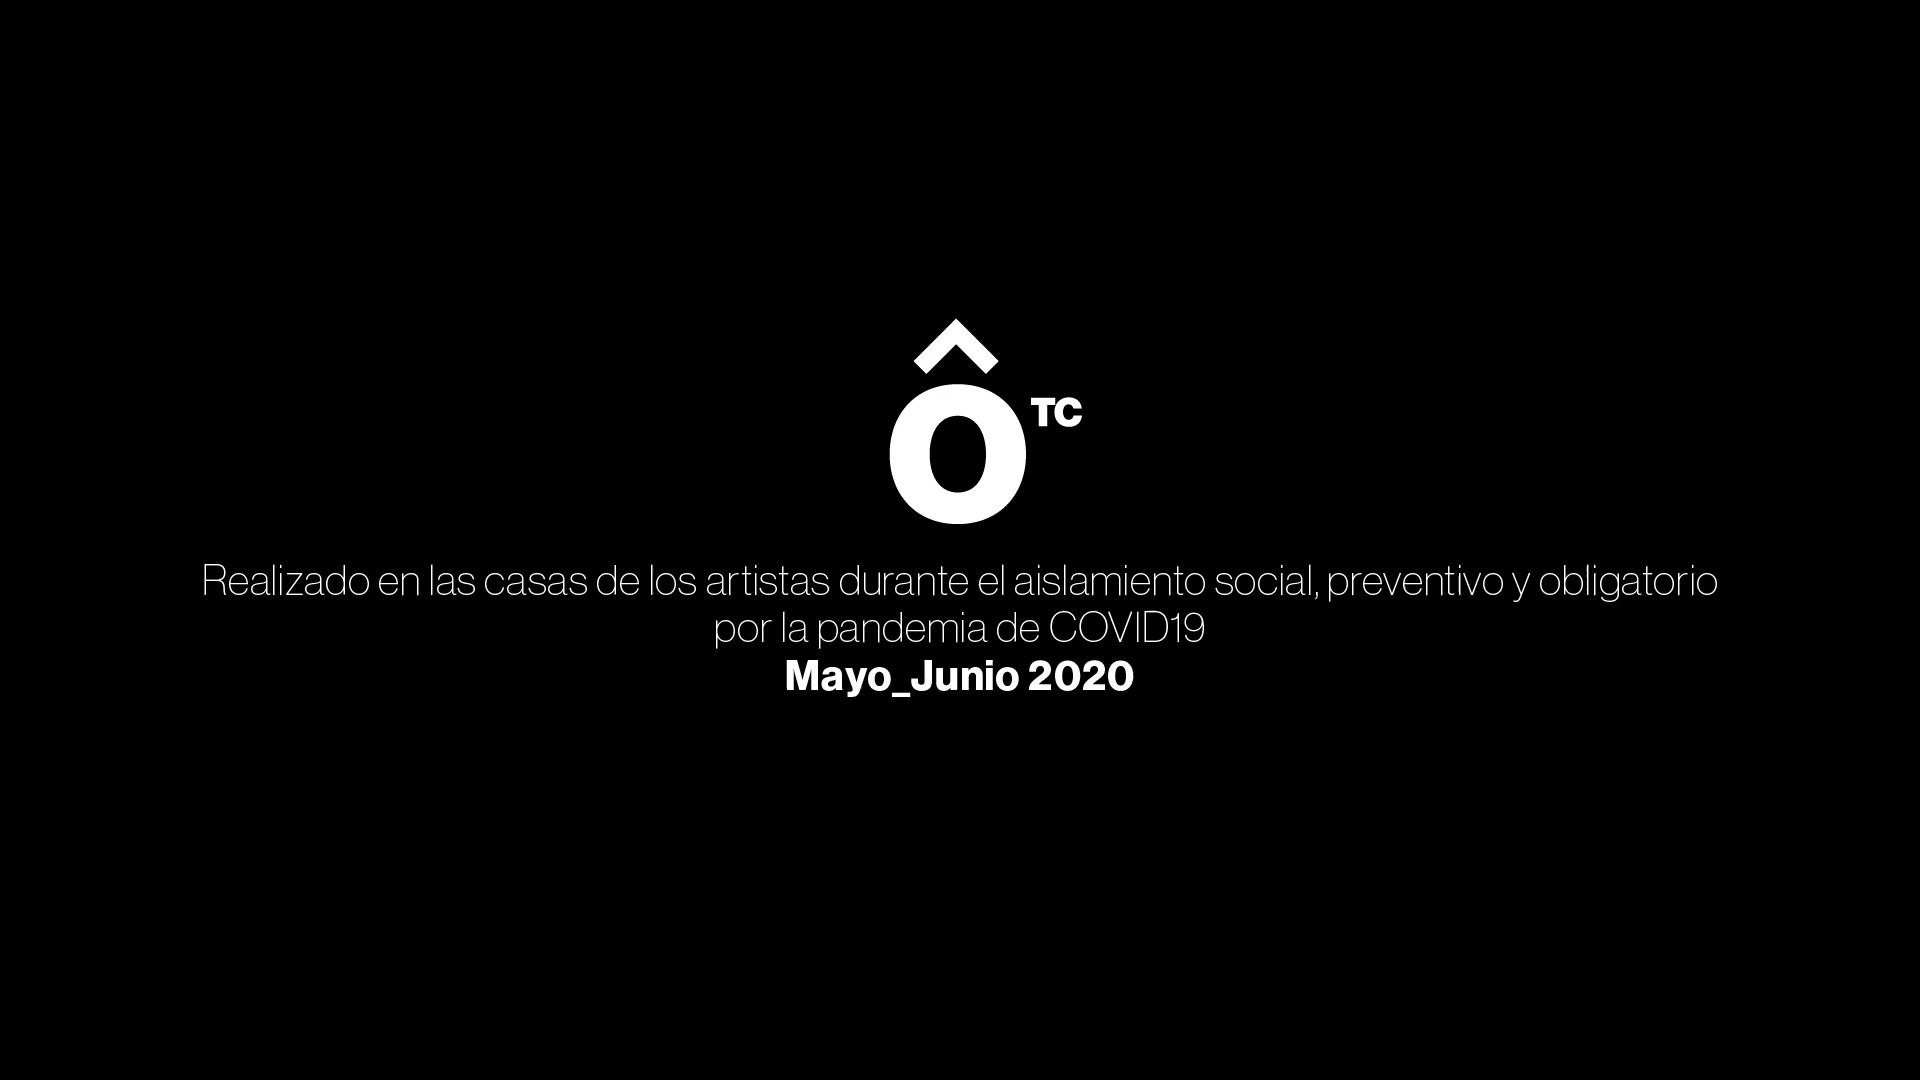 ô TC
Realizado en las casas de los artistas durante el aislamiento social, preventivo y obligatorio
por la pandemia de COVID19
Mayo_Junio 2020